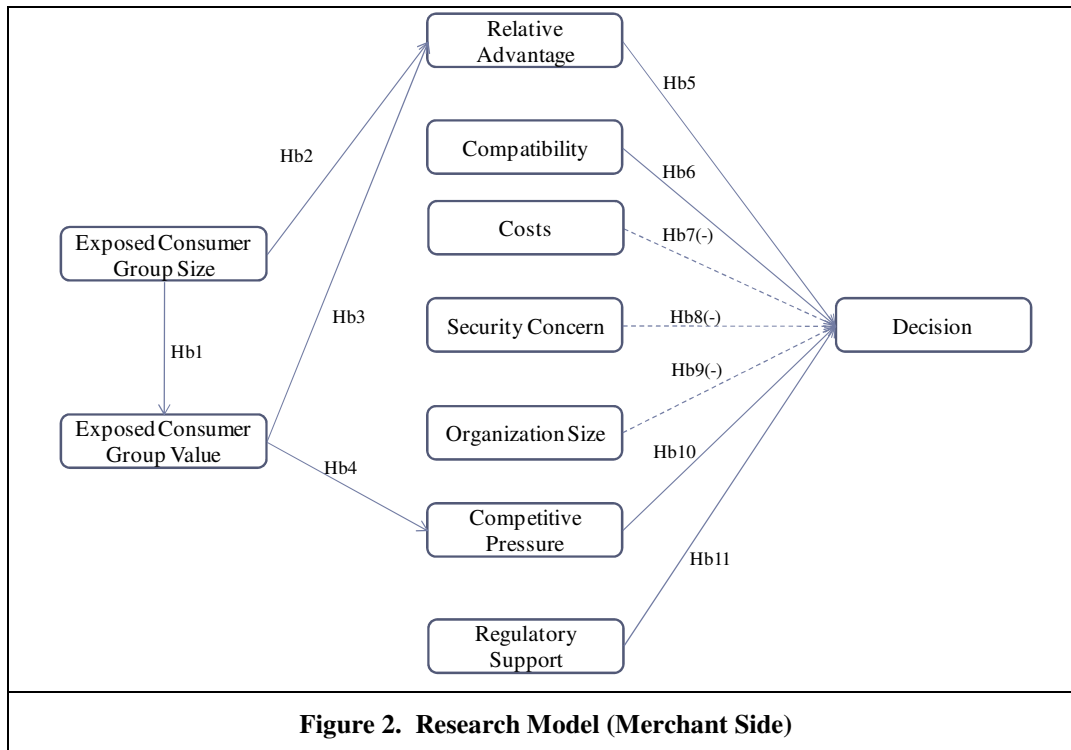 Relative
Advantage
Hb5
Compatibility
Hb6
Hb2
Costs
Hb7(-)
Exposed Consumer
Group Size
Hb3
Security Concern
Hb8(-)
Decision
Hb1
Hb9(-)
Exposed Consumer
Group Value
Organization Size
Hb4
Hb10
Competitive
Pressure
Hb11
Regulatory
Support
Figure 2. Research Model (Merchant Side)